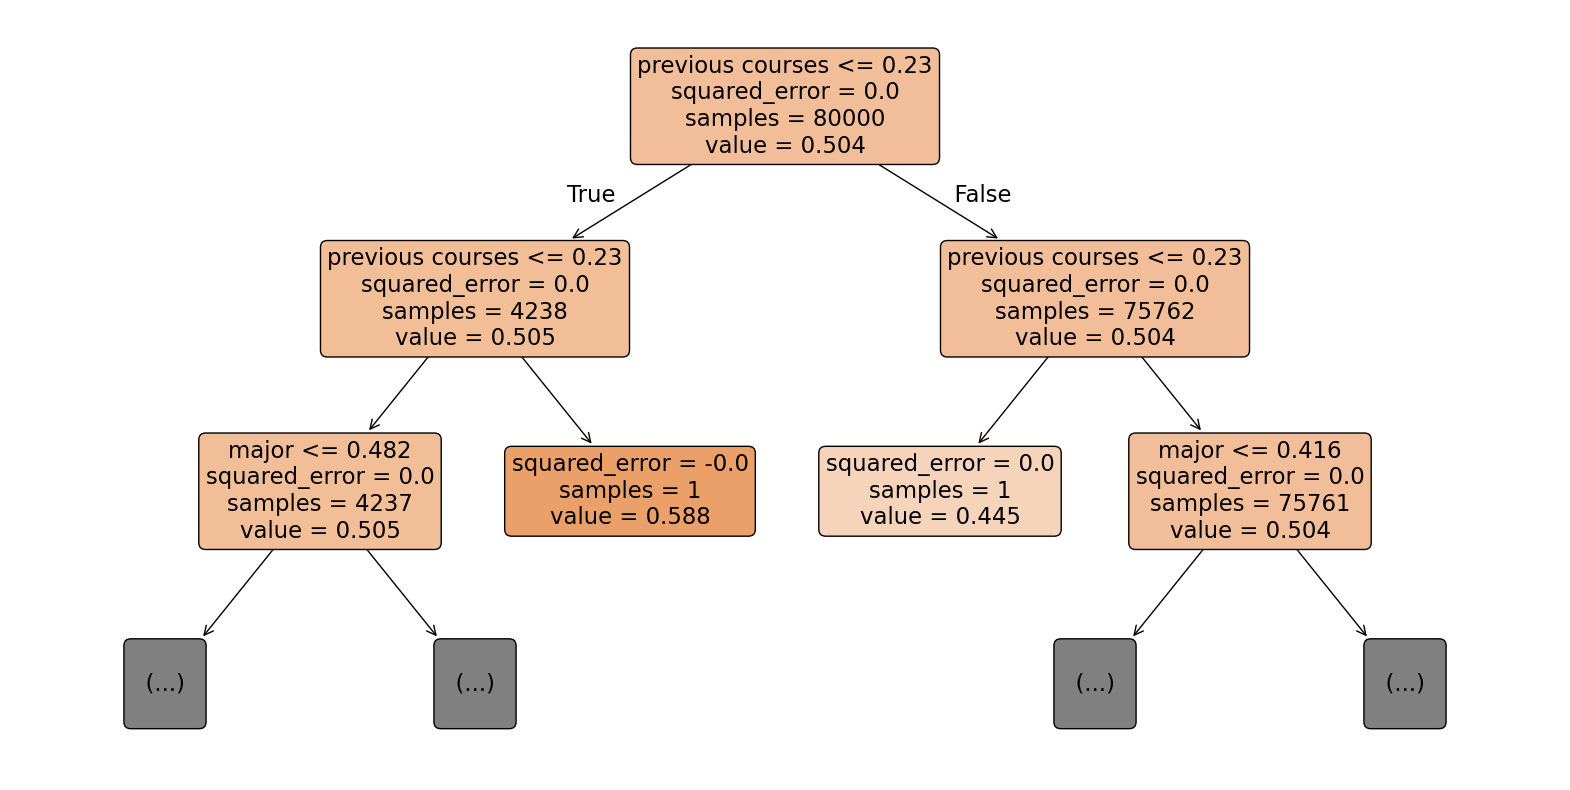 previous courses <= 0.23
squared_error = 0.0
samples = 80000
value = 0.504
True
False
previous courses <= 0.23
squared_error = 0.0
samples = 4238
value = 0.505
previous courses <= 0.23
squared_error = 0.0
samples = 75762
value = 0.504
major <= 0.482
squared_error = 0.0
samples = 4237
value = 0.505
squared_error = -0.0
samples = 1
value = 0.588
squared_error = 0.0
samples = 1
value = 0.445
major <= 0.416
squared_error = 0.0
samples = 75761
value = 0.504
(...)
(...)
(...)
(...)